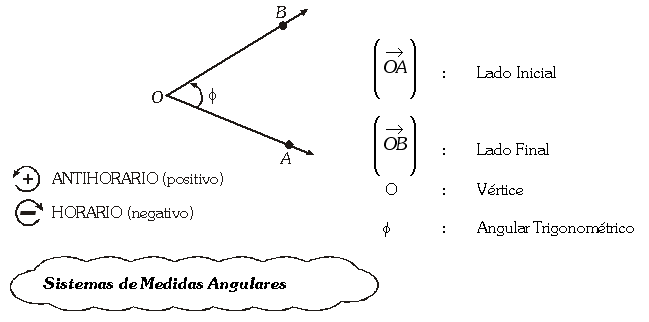 B
O
ϕ
A
OA : Lado Inicial
OB : Lado Final
O : Vértice
ϕ : Angular Trigonométrico
+ ANTIHORARIO (positivo)
− HORARIO (negativo)
Sistemas de Medidas Angulares